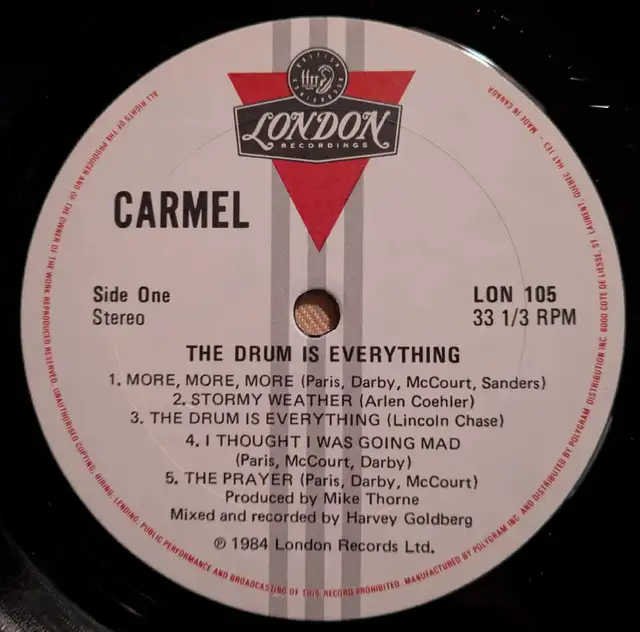 LONDON
RECORDINGS
CARMEL
Side One
Stereo
LON 105
33 1/3 RPM
THE DRUM IS EVERYTHING
1. MORE, MORE, MORE (Paris, Darby, McCourt, Sanders)
2. STORMY WEATHER (Arlen Coehler)
3. THE DRUM IS EVERYTHING (Lincoln Chase)
4. I THOUGHT I WAS GOING MAD
(Paris, McCourt, Darby)
5. THE PRAYER (Paris, Darby, McCourt)
Produced by Mike Thorne
Mixed and recorded by Harvey Goldberg
℗ 1984 London Records Ltd.
ALL RIGHTS OF THE PRODUCER AND OF THE OWNER OF THE WORK REPRODUCED RESERVED. UNAUTHORISED COPYING, HIRING, LENDING, PUBLIC PERFORMANCE AND BROADCASTING OF THIS RECORD PROHIBITED. MANUFACTURED BY POLYGRAM INC AND DISTRIBUTED BY POLYGRAM DISTRIBUTION INC. 6000 COTE DE LIESSE, ST. LAURENT, QUEBEC H4T 1E3 - MADE IN CANADA